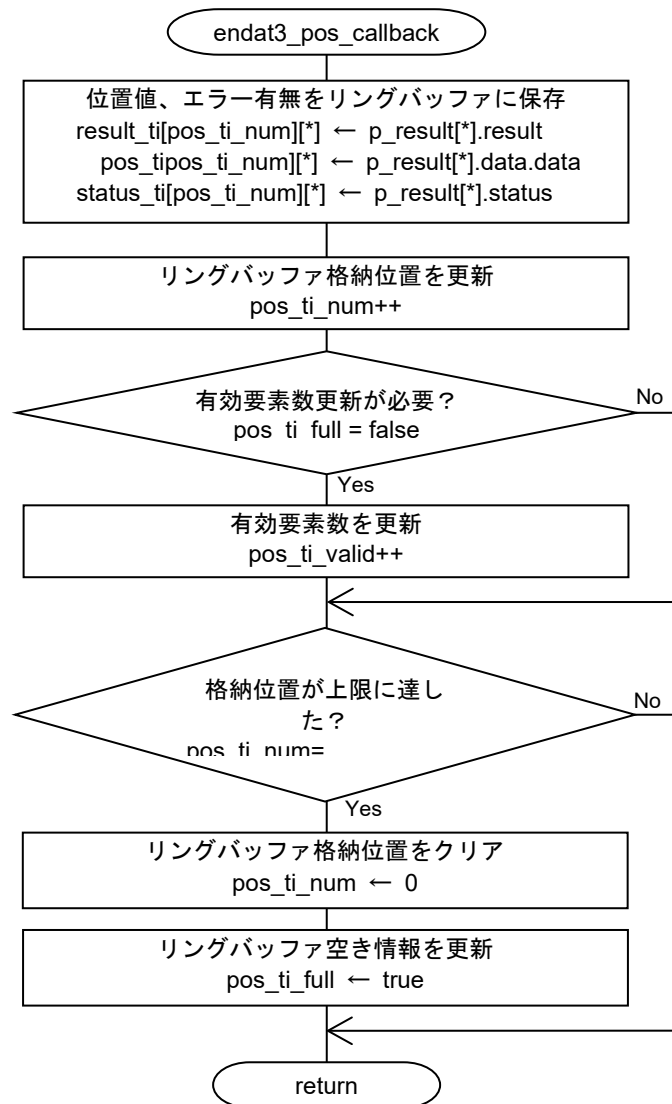 endat3_pos_callback
位置値、エラー有無をリングバッファに保存
result_ti[pos_ti_num][*] ← p_result[*].result
pos_tipos_ti_num][*] ← p_result[*].data.data
status_ti[pos_ti_num][*] ← p_result[*].status
リングバッファ格納位置を更新
pos_ti_num++
有効要素数更新が必要？
pos_ti_full = false
No
Yes
有効要素数を更新
pos_ti_valid++
格納位置が上限に達し
た？
pos_ti_num=
No
Yes
リングバッファ格納位置をクリア
pos_ti_num ← 0
リングバッファ空き情報を更新
pos_ti_full ← true
return